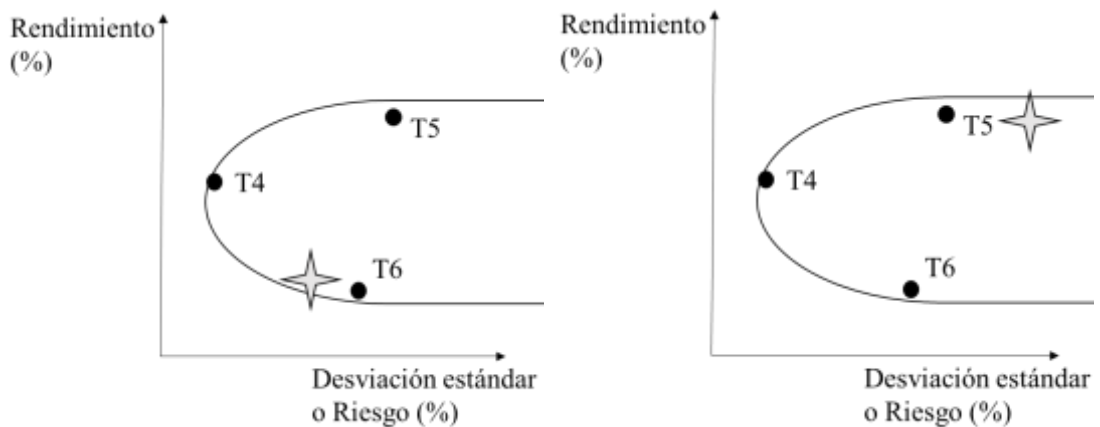 Rendimiento
(%)
T5
T4
T6
Desviación estándar
o Riesgo (%)
Rendimiento
(%)
T5
T4
T6
Desviación estándar
o Riesgo (%)